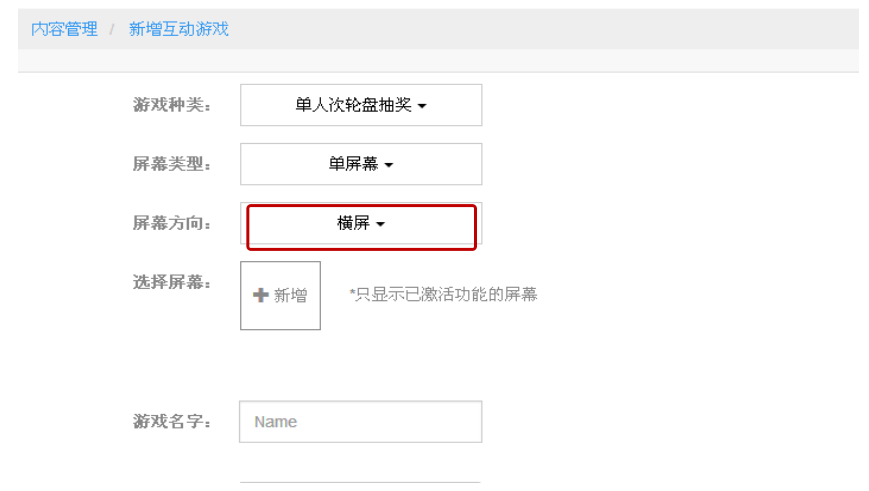 内容管理 / 新增互动游戏
游戏种类: 单人次轮盘抽奖
屏幕类型: 单屏幕
屏幕方向: 横屏
选择屏幕: 新增 *只显示已激活功能的屏幕
游戏名字: Name